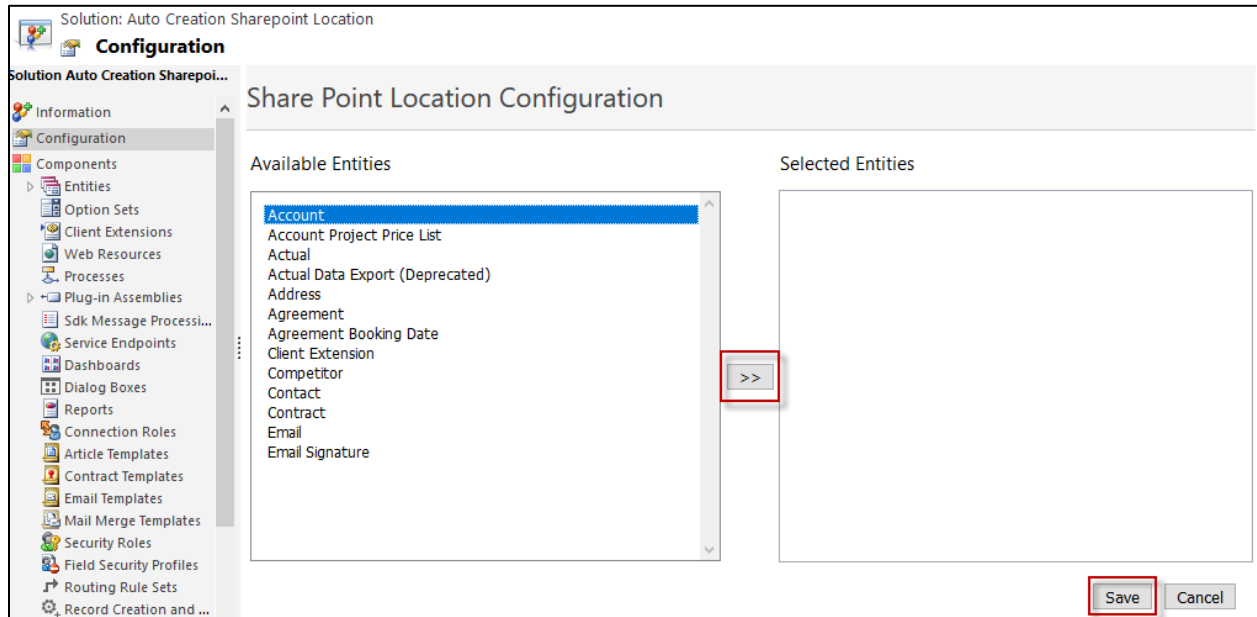 Solution: Auto Creation Sharepoint Location
Configuration
Solution Auto Creation Sharepoi...
Information
Configuration
Components
Entities
Option Sets
Client Extensions
Web Resources
Processes
Plug-in Assemblies
Sdk Message Processi...
Service Endpoints
Dashboards
Dialog Boxes
Reports
Connection Roles
Article Templates
Contract Templates
Email Templates
Mail Merge Templates
Security Roles
Field Security Profiles
Routing Rule Sets
Record Creation and ...
Share Point Location Configuration
Available Entities
Account
Account Project Price List
Actual
Actual Data Export (Deprecated)
Address
Agreement
Agreement Booking Date
Client Extension
Competitor
Contact
Contract
Email
Email Signature
>>
Selected Entities
Save Cancel